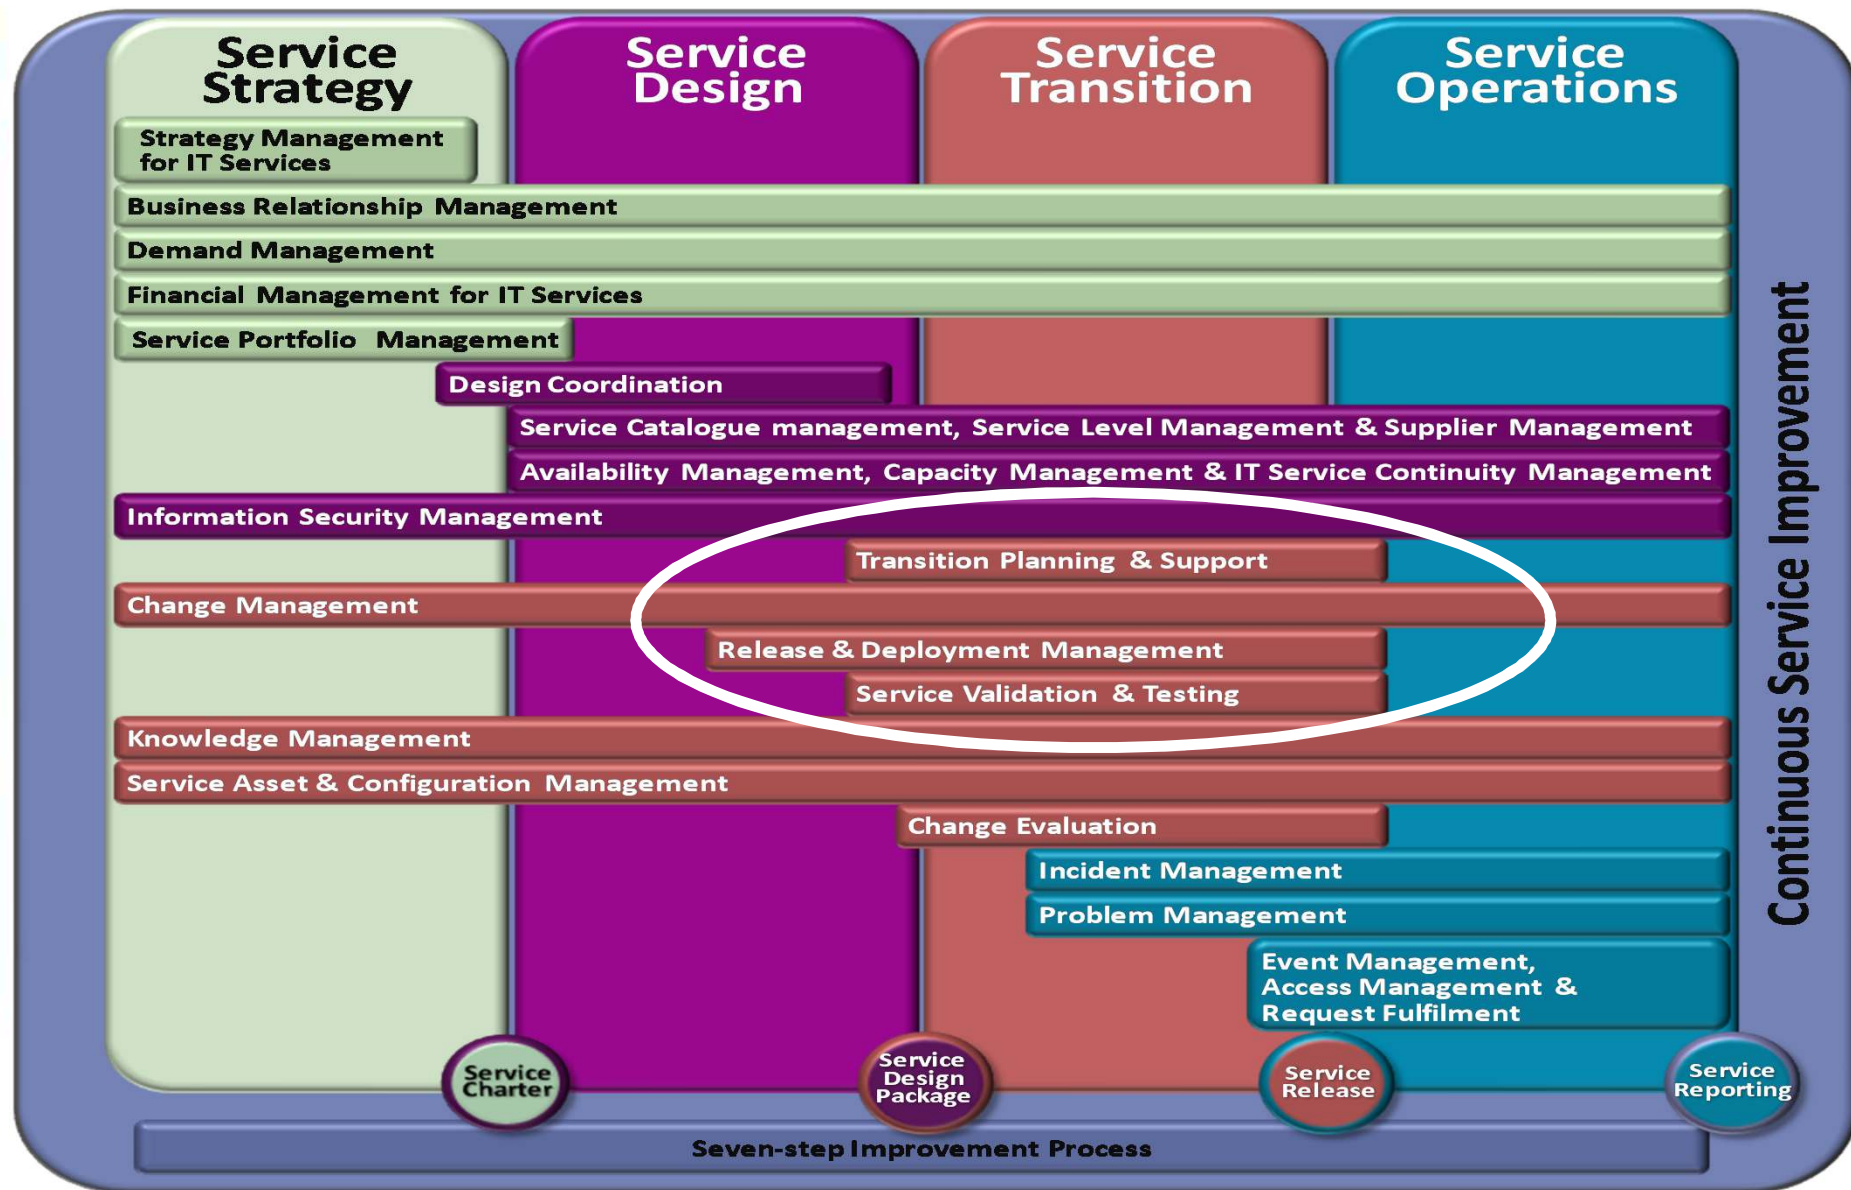 Service
Strategy
Service
Design
Service
Transition
Service
Operations
Strategy Management
for IT Services
Business Relationship Management
Demand Management
Financial Management for IT Services
Service Portfolio Management
Design Coordination
Service Catalogue management, Service Level Management & Supplier Management
Availability Management, Capacity Management & IT Service Continuity Management
Information Security Management
Transition Planning & Support
Change Management
Release & Deployment Management
Service Validation & Testing
Knowledge Management
Service Asset & Configuration Management
Change Evaluation
Incident Management
Problem Management
Event Management,
Access Management &
Request Fulfilment
Continuous Service Improvement
Service
Charter
Service
Design
Package
Service
Release
Service
Reporting
Seven-step Improvement Process